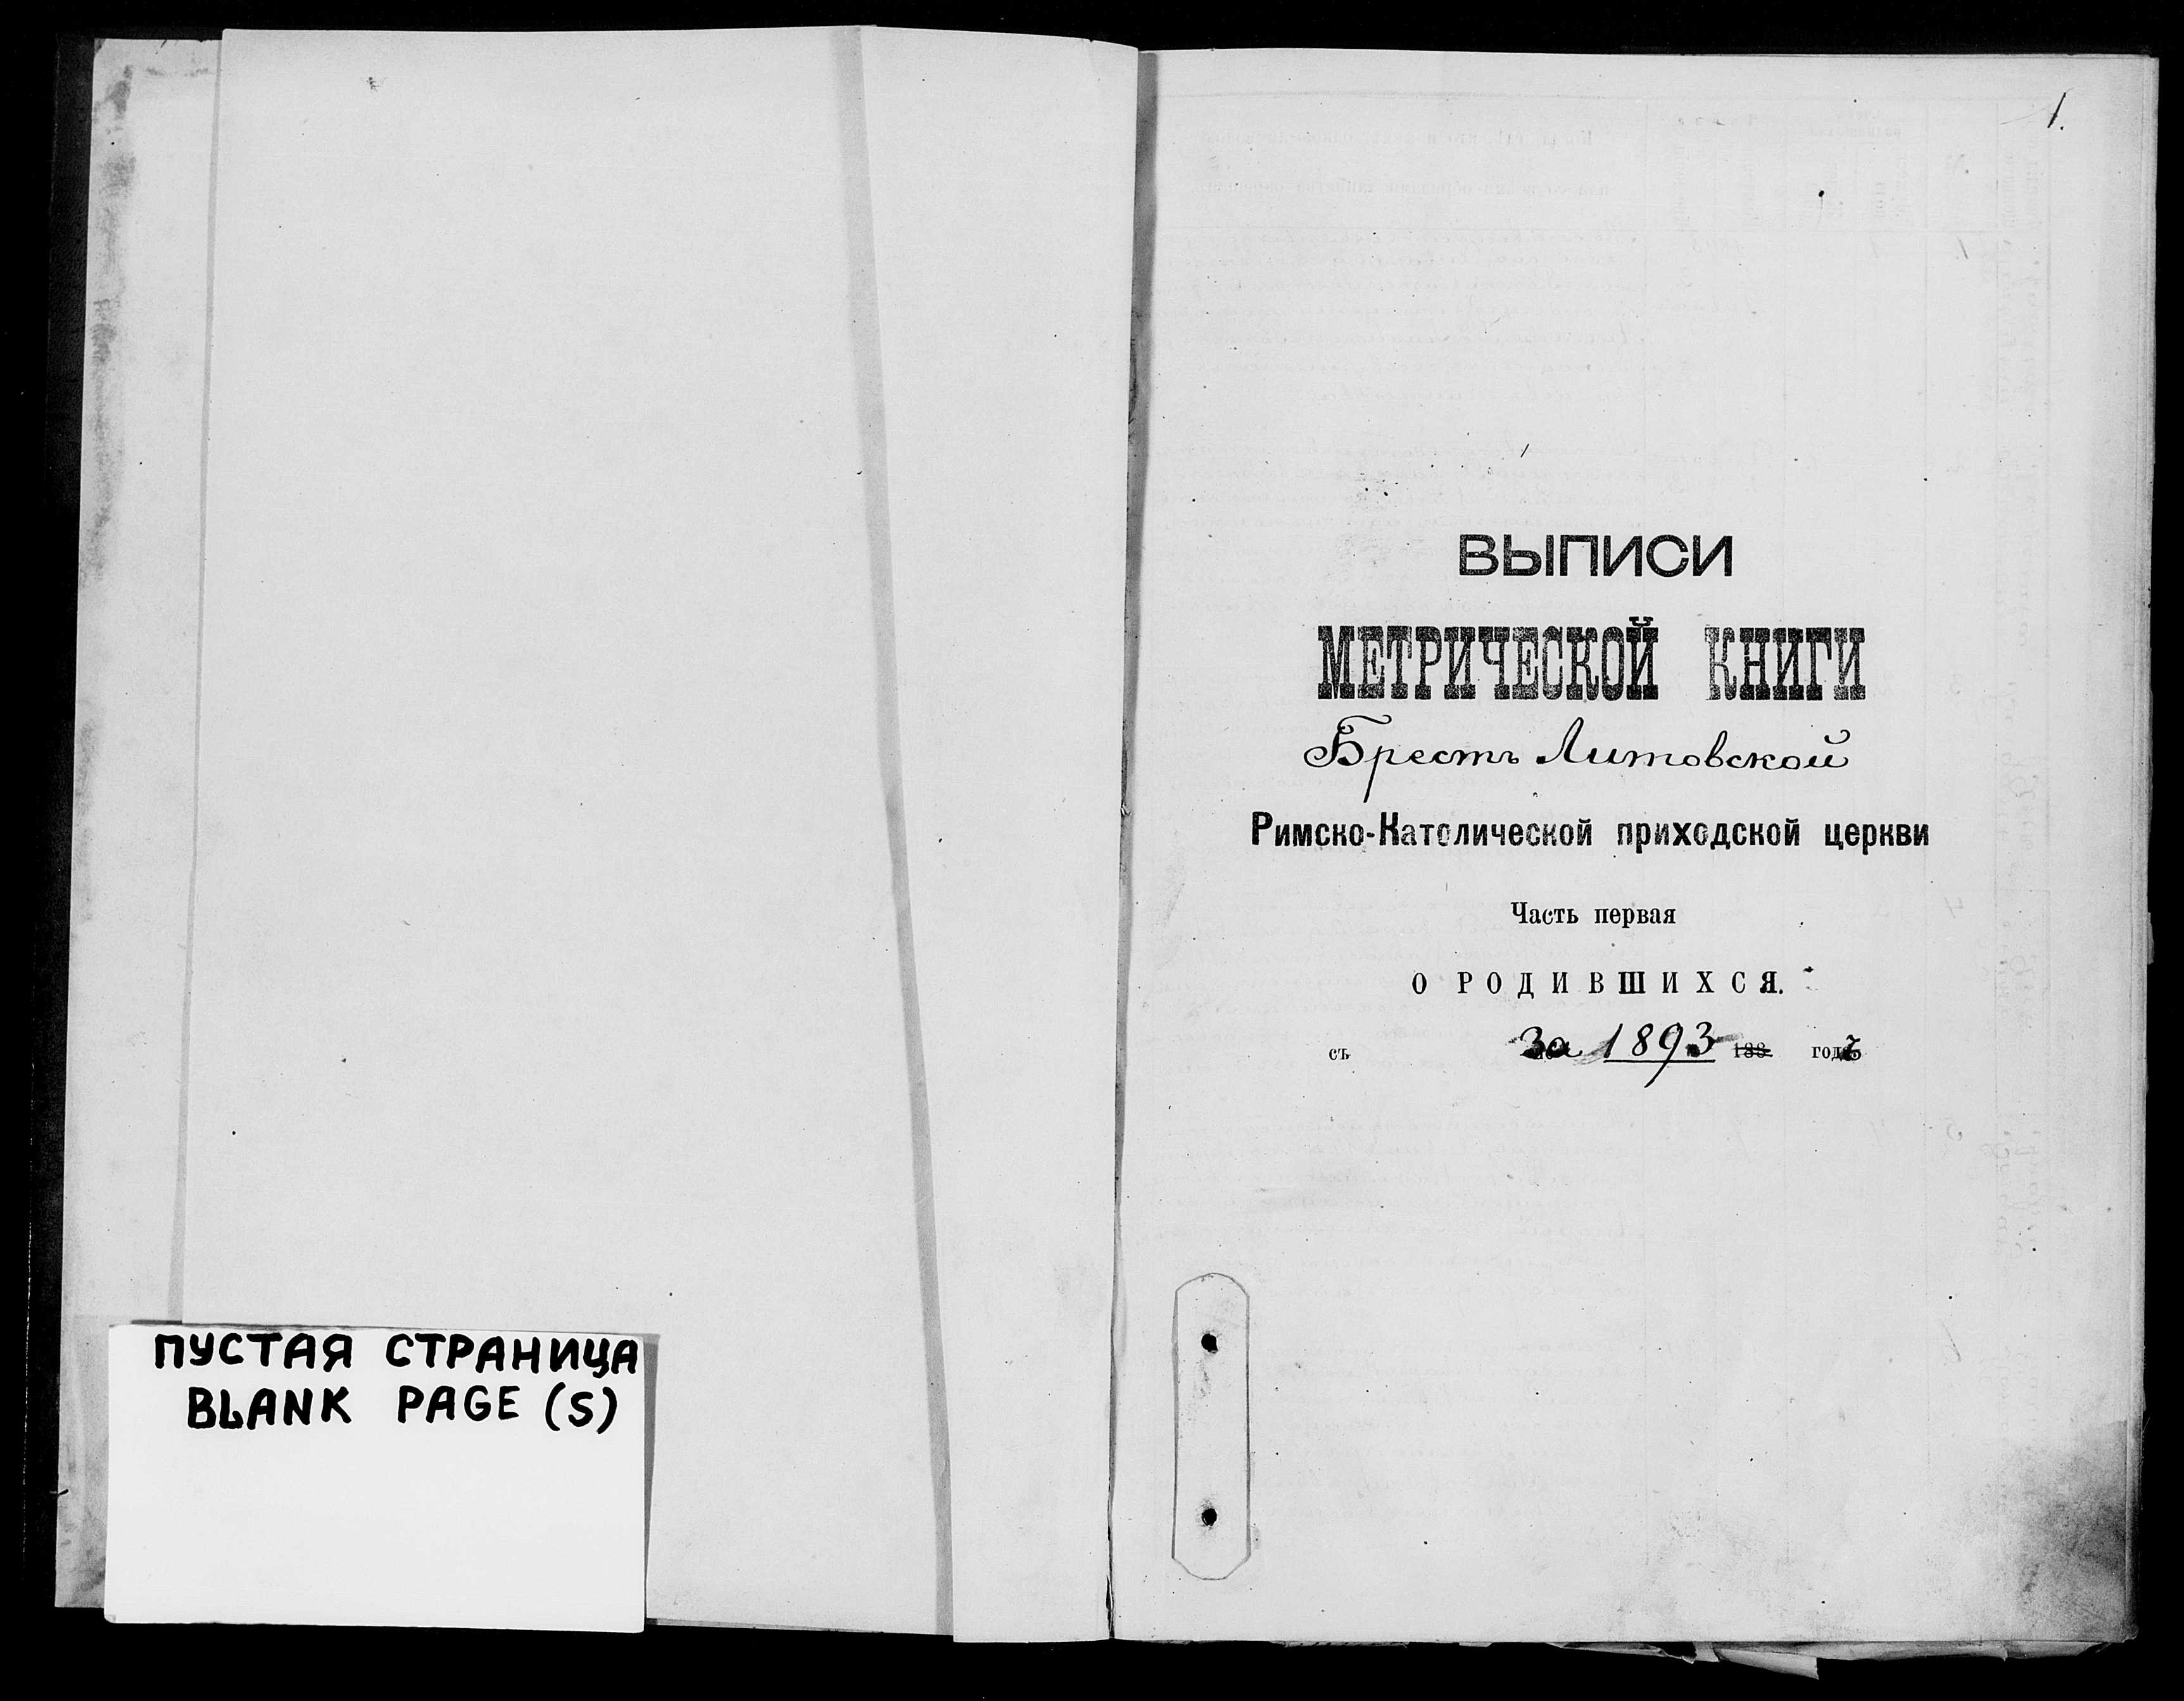 1.
ВЫПИСИ
МЕТРИЧЕСКОЙ КНИГИ
Брестъ Литовской
Римско-Католической приходской церкви
Часть первая
О РОДИВШИХСЯ.
съ За 1893 188 годъ
ПУСТАЯ СТРАНИЦА
BLANK PAGE (S)